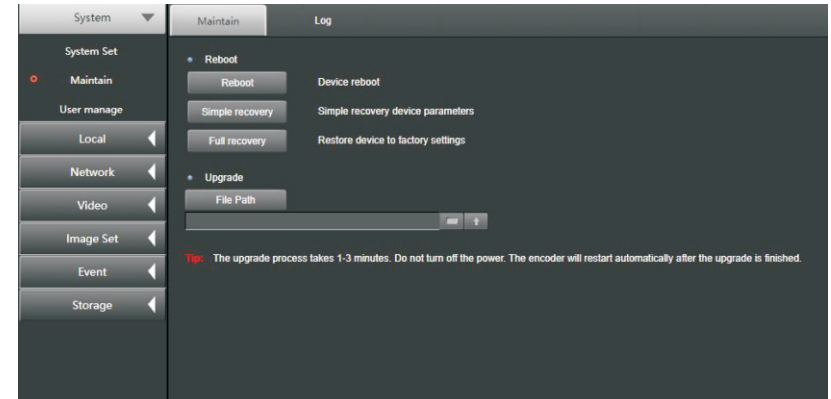 System
Maintain
Log
System Set
Maintain
User manage
Local
Network
Video
Image Set
Event
Storage
Reboot
Reboot Device reboot
Simple recovery Simple recovery device parameters
Full recovery Restore device to factory settings
Upgrade
File Path
Tip: The upgrade process takes 1-3 minutes. Do not turn off the power. The encoder will restart automatically after the upgrade is finished.